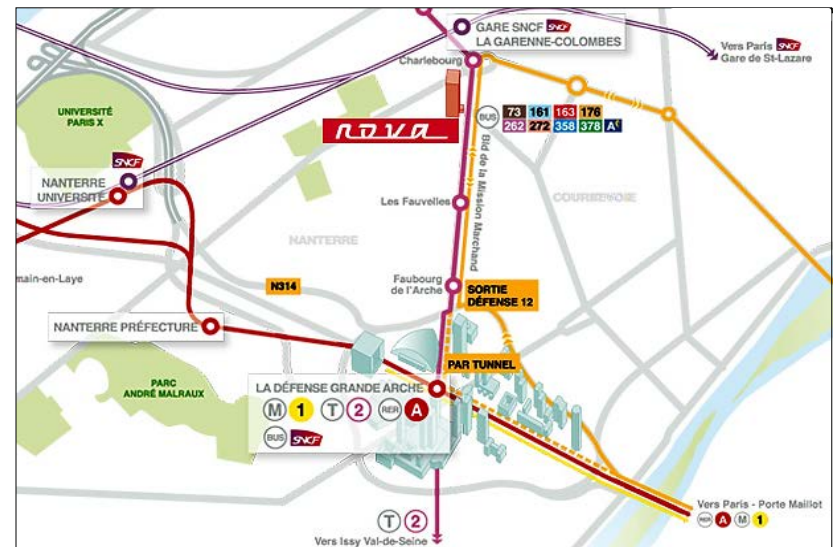 GARE SNCF SNCF
LA GARENNE-COLOMBES
Vers Paris SNCF
Gare de St-Lazare
Charlebourg
UNIVERSITÉ
PARIS X
nova
BUS 73 161 163 176
262 272 358 378
SNCF
NANTERRE
UNIVERSITÉ
Bld de la Mission Marchand
COURBEVOIE
Les Fauvelles
NANTERRE
main-en-Laye
N314
Faubourg
de l'Arche
SORTIE
DÉFENSE 12
NANTERRE PRÉFECTURE
PAR TUNNEL
PARC
ANDRÉ MALRAUX
LA DÉFENSE GRANDE ARCHE
M 1 T 2 RER A
BUS SNCF
Vers Paris - Porte Maillot
RER A M 1
T 2
Vers Issy Val-de-Seine